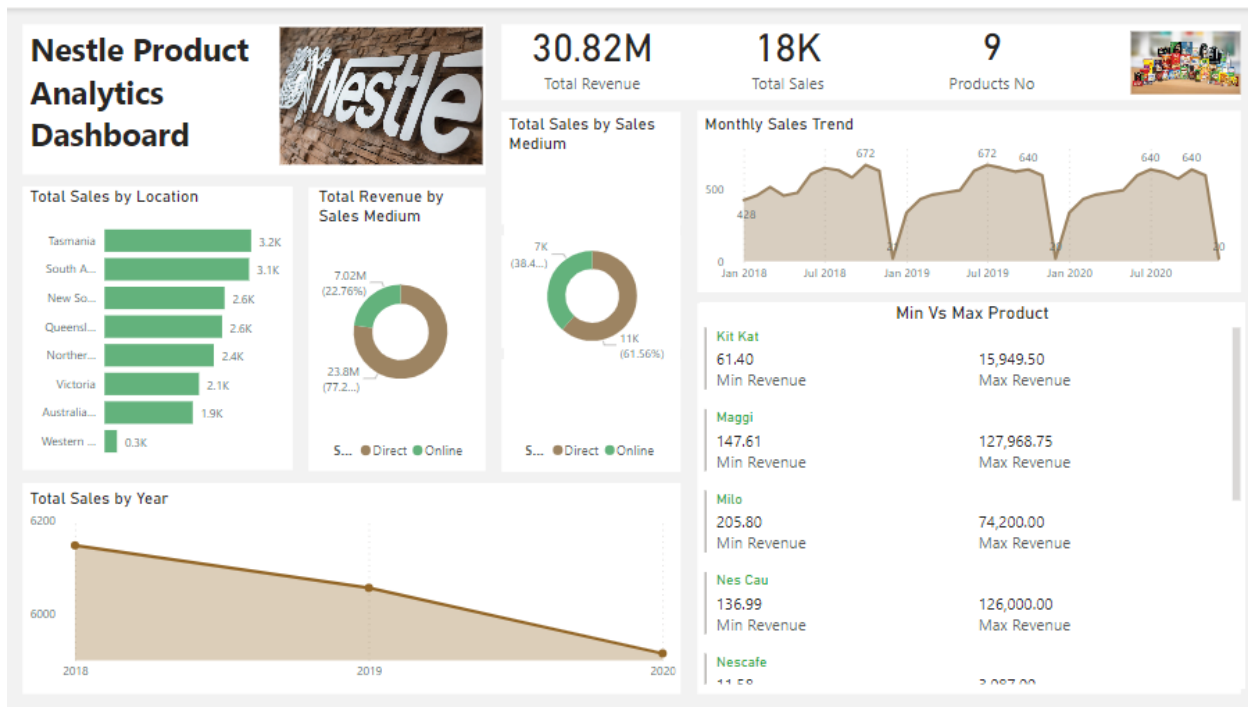 Nestle Product
Analytics
Dashboard
Nestlé
30.82M
Total Revenue
18K
Total Sales
9
Products No
Total Sales by Location
Tasmania
3.2K
South A...
3.1K
New So...
2.6K
Queensl...
2.6K
Norther...
2.4K
Victoria
2.1K
Australia...
1.9K
Western ...
0.3K
Total Revenue by
Sales Medium
7.02M
(22.76%)
23.8M
(77.2...)
S... Direct Online
Total Sales by Sales
Medium
7K
(38.4...)
11K
(61.56%)
S... Direct Online
Monthly Sales Trend
500
0
428
672
672
640
640
640
20
Jan 2018
Jul 2018
Jan 2019
Jul 2019
Jan 2020
Jul 2020
Min Vs Max Product
Kit Kat
61.40
15,949.50
Min Revenue
Max Revenue
Maggi
147.61
127,968.75
Min Revenue
Max Revenue
Milo
205.80
74,200.00
Min Revenue
Max Revenue
Nes Cau
136.99
126,000.00
Min Revenue
Max Revenue
Nescafe
Total Sales by Year
6200
6000
2018
2019
2020